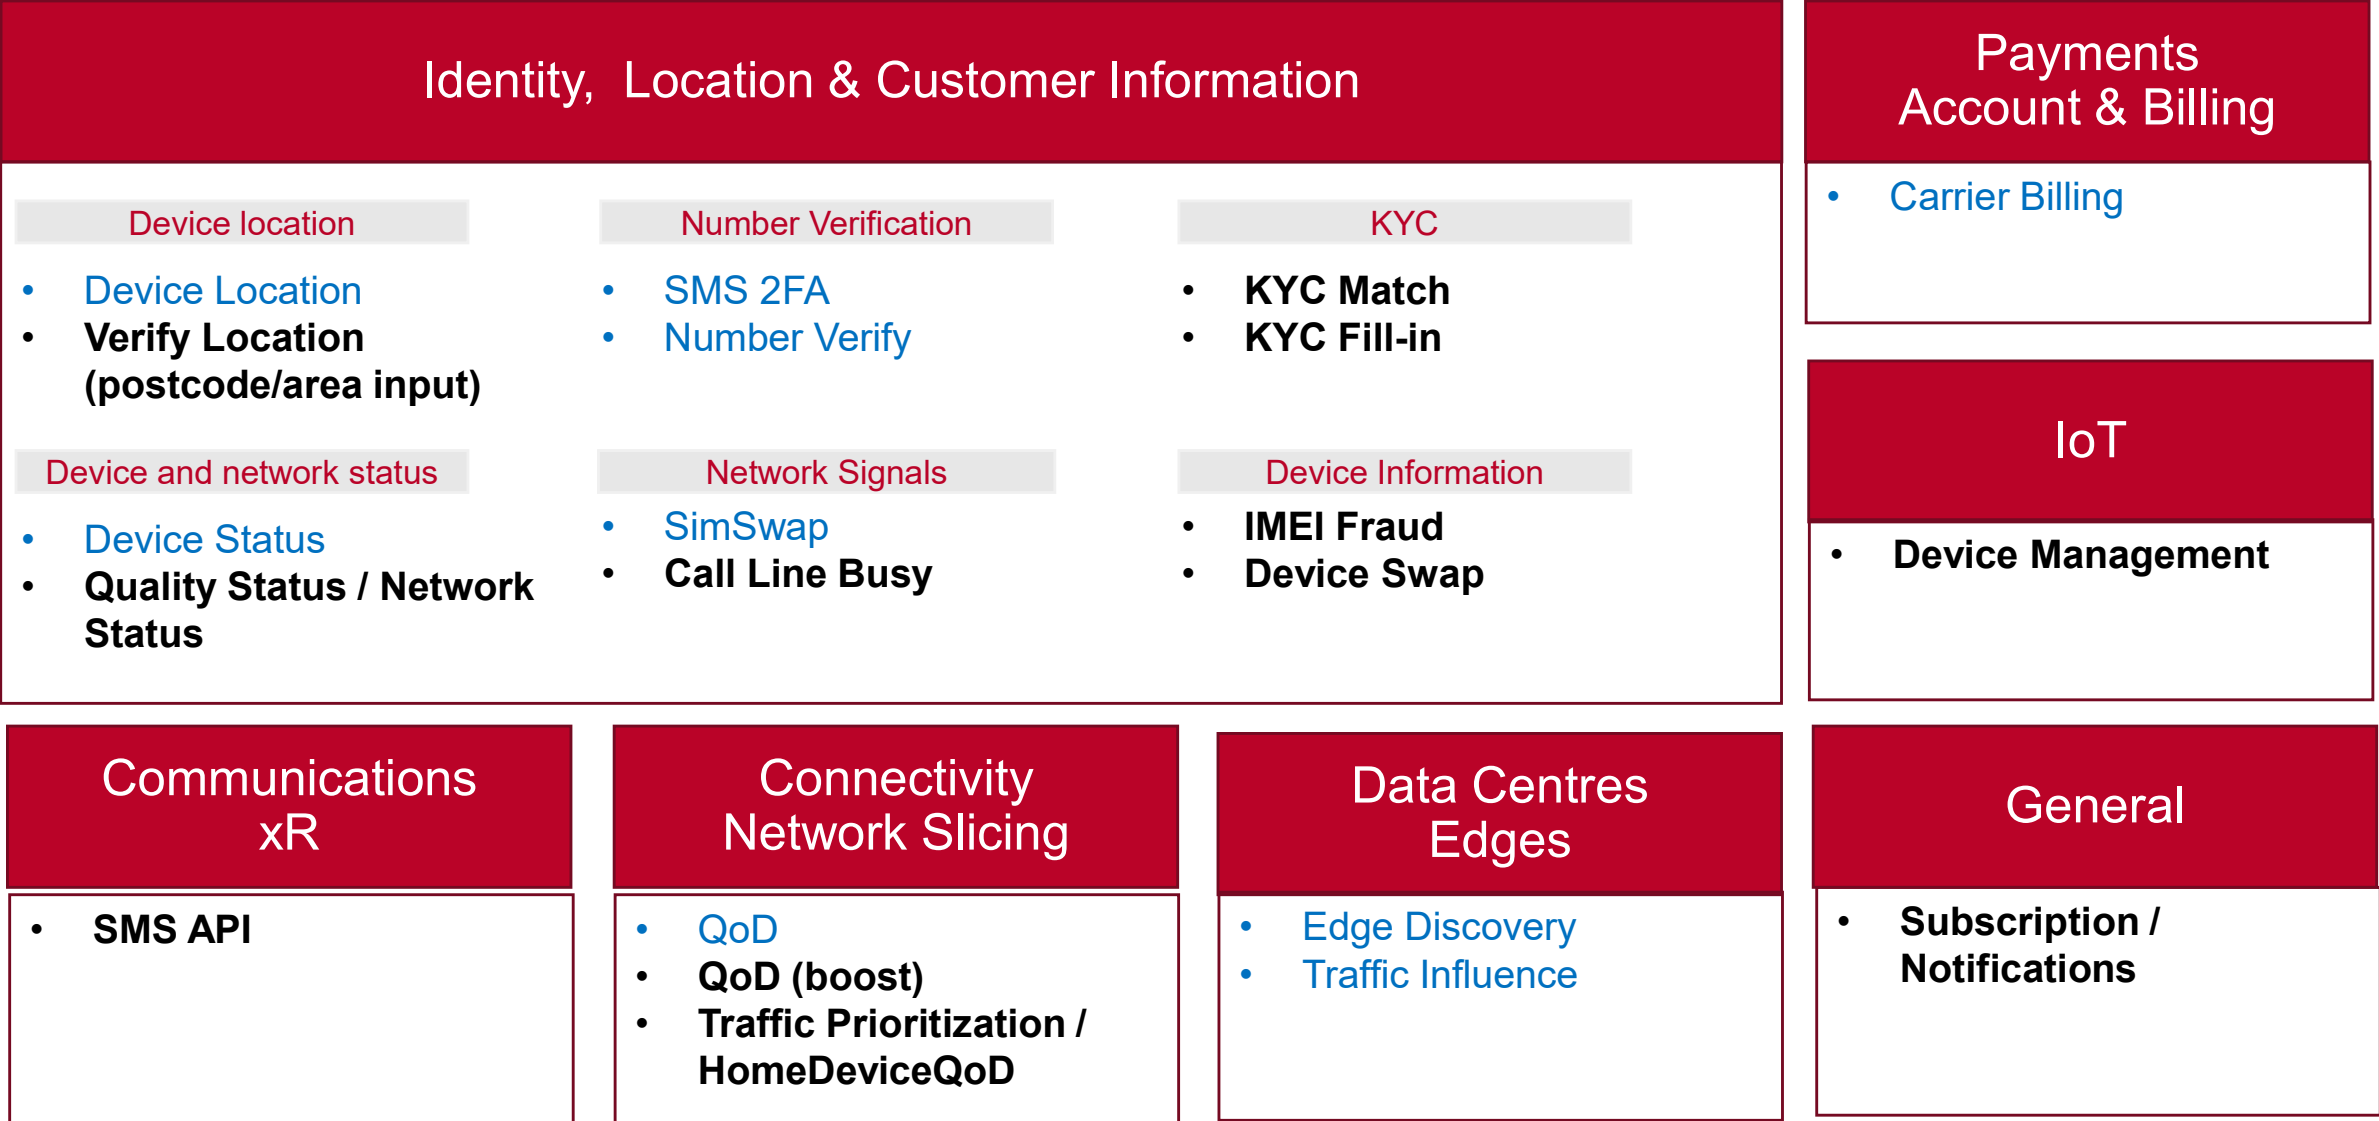 Identity,  Location & Customer Information
Device location
• Device Location
• Verify Location
(postcode/area input)
Number Verification
• SMS 2FA
• Number Verify
KYC
• KYC Match
• KYC Fill-in
Device and network status
• Device Status
• Quality Status / Network
Status
Network Signals
• SimSwap
• Call Line Busy
Device Information
• IMEI Fraud
• Device Swap
Payments
Account & Billing
• Carrier Billling
IoT
• Device Management
Communications
xR
• SMS API
Connectivity
Network Slicing
• QoD
• QoD (boost)
• Traffic Prioritization /
HomeDeviceQoD
Data Centres
Edges
• Edge Discovery
• Traffic Influence
General
• Subscription /
Notifications